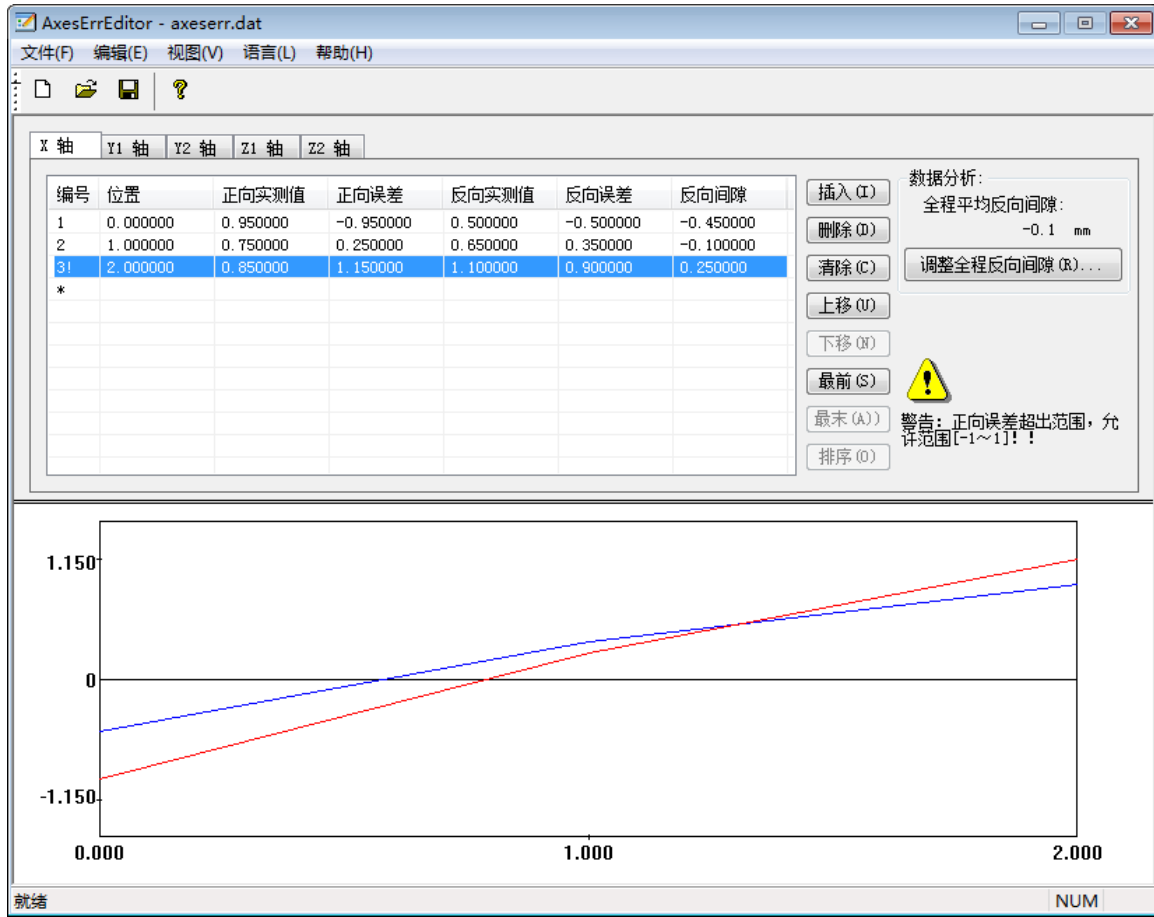 AxesErrEditor - axeserr.dat
文件(F) 编辑(E) 视图(V) 语言(L) 帮助(H)
X 轴 Y1 轴 Y2 轴 Z1 轴 Z2 轴
编号 位置 正向实测值 正向误差 反向实测值 反向误差 反向间隙
1 0.000000 0.950000 -0.950000 0.500000 -0.500000 -0.450000
2 1.000000 0.750000 0.250000 0.650000 0.350000 -0.100000
3! 2.000000 0.850000 1.150000 1.100000 0.900000 0.250000
*
插入(I)
删除(D)
清除(C)
上移(U)
下移(N)
最前(S)
最末(A))
排序(O)
数据分析:
全程平均反向间隙:
-0.1 mm
调整全程反向间隙(R)...
警告: 正向误差超出范围，允
许范围[-1～1]！！
1.150
0
-1.150
0.000 1.000 2.000
就绪 NUM